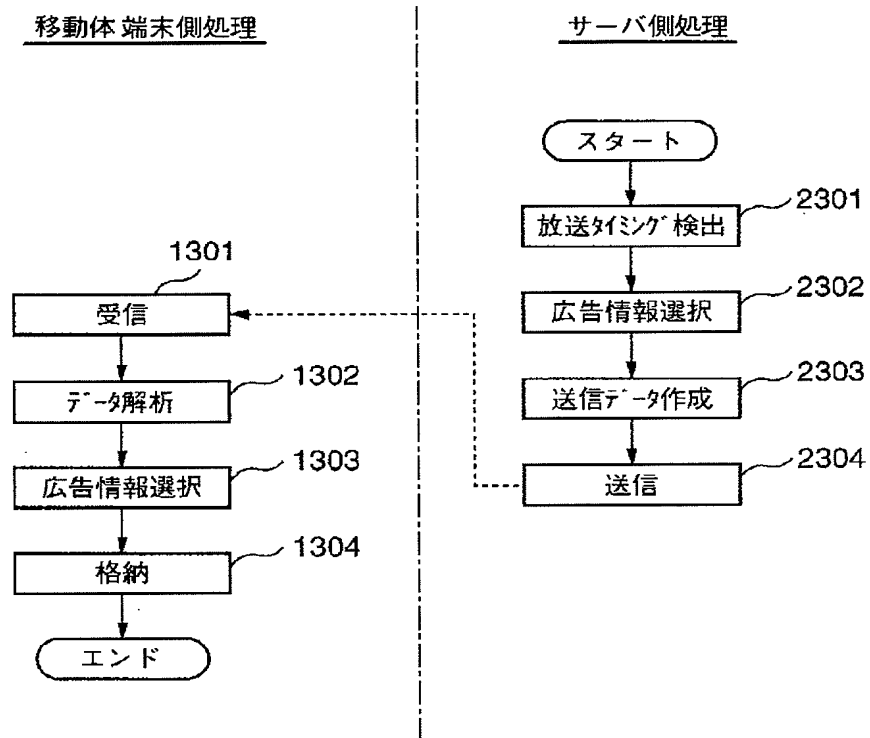 移動体端末側処理
サーバ側処理
スタート
2301
放送ﾀｲﾐﾝｸﾞ検出
2302
広告情報選択
2303
送信ﾃﾞｰﾀ作成
2304
送信
1301
受信
1302
ﾃﾞｰﾀ解析
1303
広告情報選択
1304
格納
エンド